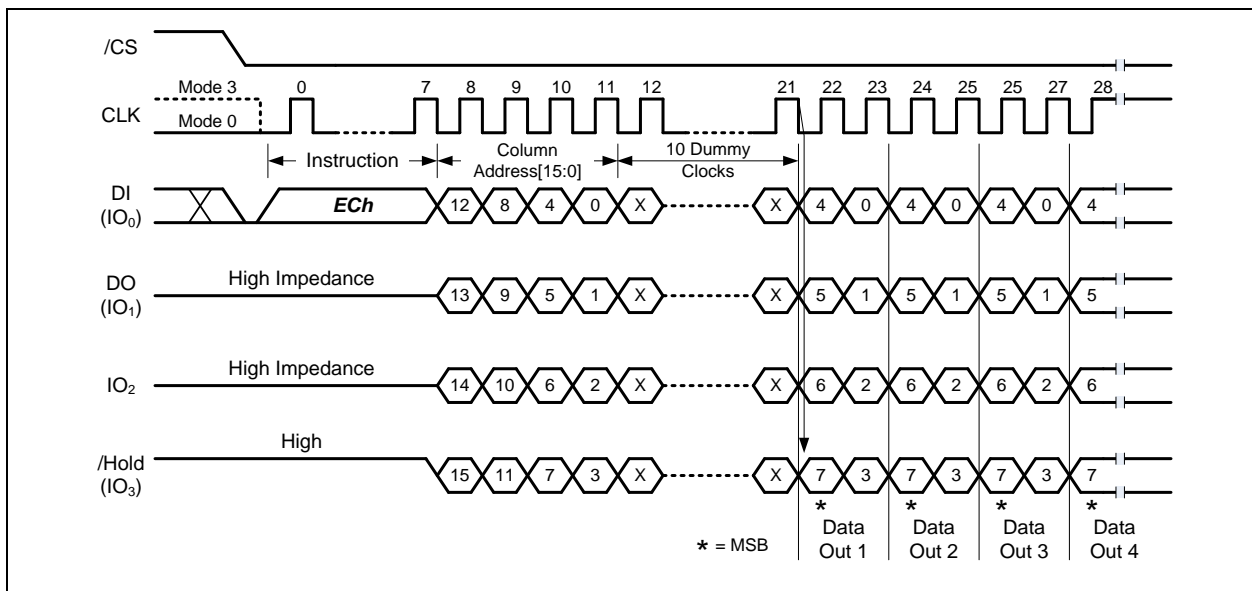 /CS
Mode 3 0 7 8 9 10 11 12 21 22 23 24 25 25 27 28
CLK
Mode 0
Instruction Column Address[15:0] 10 Dummy Clocks
DI
(IO0) ECh 12 8 4 0 X X 4 0 4 0 4 0 4
High Impedance
DO
(IO1) 13 9 5 1 X X 5 1 5 1 5 1 5
High Impedance
IO2 14 10 6 2 X X 6 2 6 2 6 2 6
High
/Hold
(IO3) 15 11 7 3 X X 7 3 7 3 7 3 7
* * * *
* = MSB
Data Out 1
Data Out 2
Data Out 3
Data Out 4